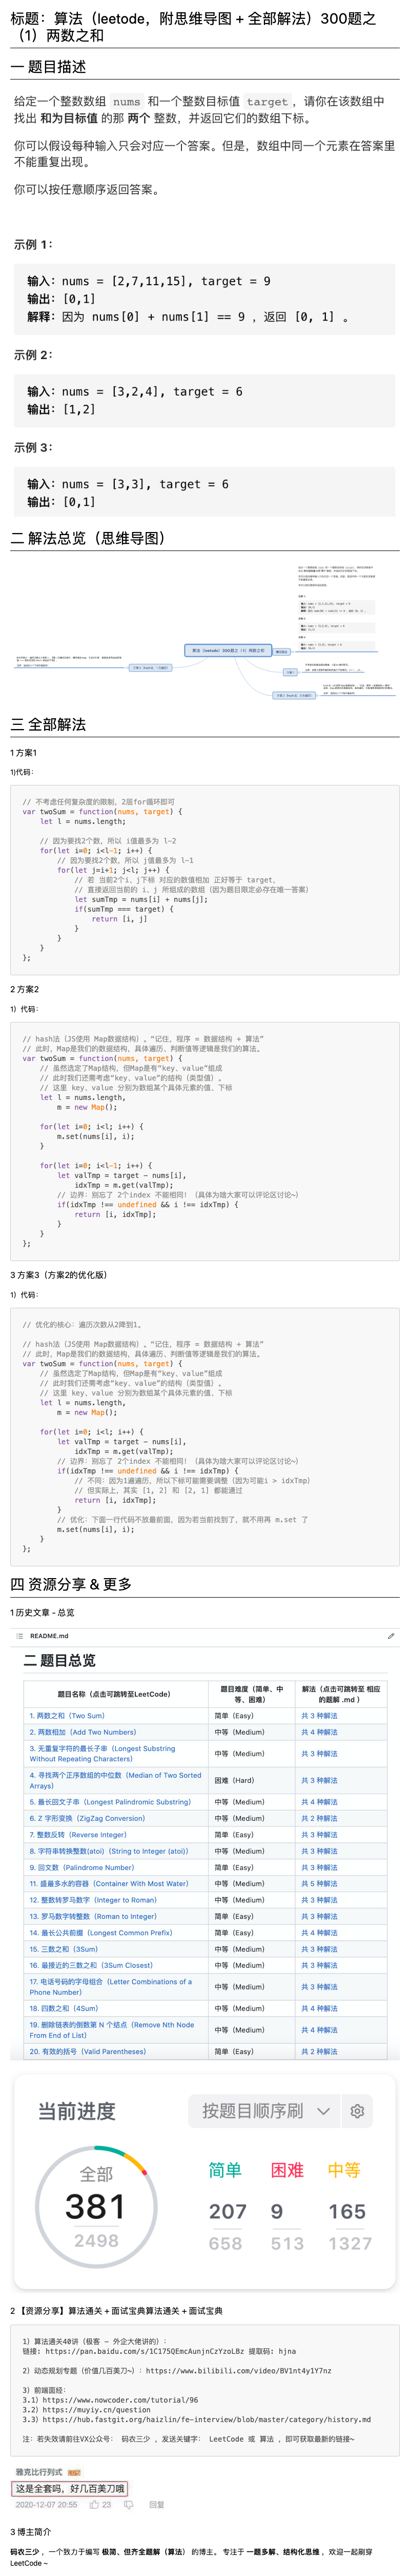 标题：算法（leetode，附思维导图 + 全部解法）300题之
（1）两数之和
一 题目描述
给定一个整数数组 nums 和一个整数目标值 target，请你在该数组中
找出 和为目标值 的那 两个 整数，并返回它们的数组下标。
你可以假设每种输入只会对应一个答案。但是，数组中同一个元素在答案里
不能重复出现。
你可以按任意顺序返回答案。
示例 1：
输入：nums = [2,7,11,15], target = 9
输出：[0,1]
解释：因为 nums[0] + nums[1] == 9 ，返回 [0, 1] 。
示例 2：
输入：nums = [3,2,4], target = 6
输出：[1,2]
示例 3：
输入：nums = [3,3], target = 6
输出：[0,1]
二 解法总览（思维导图）
算法（leetode）300题之（1）两数之和
三 全部解法
1 方案1
1)代码：
// 不考虑任何复杂度的限制，2层for循环即可
var twoSum = function(nums, target) {
let l = nums.length;
// 因为要找2个数，所以 i值最多为 l-2
for(let i=0; i<l-1; i++) {
// 因为要找2个数，所以 j值最多为 l-1
for(let j=i+1; j<l; j++) {
// 若 当前2个i、j下标 对应的数值相加 正好等于 target，
// 直接返回当前的 i、j 所组成的数组（因为题目限定必存在唯一答案）
let sumTmp = nums[i] + nums[j];
if(sumTmp === target) {
return [i, j]
}
}
}
};
2 方案2
1）代码：
// hash法（JS使用 Map数据结构）。“记住，程序 = 数据结构 + 算法”
// 此时，Map是我们的数据结构，具体遍历、判断值等逻辑是我们的算法。
var twoSum = function(nums, target) {
// 虽然选定了Map结构，但Map是有“key、value”组成
// 此时我们还需考虑“key、value”的结构（类型值）。
// 这里 key、value 分别为数组某个具体元素的值、下标
let l = nums.length,
m = new Map();
for(let i=0; i<l; i++) {
m.set(nums[i], i);
}
for(let i=0; i<l-1; i++) {
let valTmp = target - nums[i],
idxTmp = m.get(valTmp);
// 边界：别忘了 2个index 不能相同！（具体为啥大家可以评论区讨论~）
if(idxTmp !== undefined && i !== idxTmp) {
return [i, idxTmp];
}
}
};
3 方案3（方案2的优化版）
1）代码：
// 优化的核心：遍历次数从2降到1。
// hash法（JS使用 Map数据结构）。“记住，程序 = 数据结构 + 算法”
// 此时，Map是我们的数据结构，具体遍历、判断值等逻辑是我们的算法。
var twoSum = function(nums, target) {
// 虽然选定了Map结构，但Map是有“key、value”组成
// 此时我们还需考虑“key、value”的结构（类型值）。
// 这里 key、value 分别为数组某个具体元素的值、下标
let l = nums.length,
m = new Map();
for(let i=0; i<l; i++) {
let valTmp = target - nums[i],
idxTmp = m.get(valTmp);
// 边界：别忘了 2个index 不能相同！（具体为啥大家可以评论区讨论~）
if(idxTmp !== undefined && i !== idxTmp) {
// 不同：因为1遍遍历，所以下标可能需要调整（因为可能i > idxTmp）
// 但实际上，其实 [1, 2] 和 [2, 1] 都能通过
return [i, idxTmp];
}
// 优化：下面一行代码不放最前面，因为若当前找到了，就不用再 m.set 了
m.set(nums[i], i);
}
};
四 资源分享 & 更多
1 历史文章 - 总览
README.md
二 题目总览
题目名称（点击可跳转至LeetCode） 题目难度（简单、中等、困难） 解法（点击可跳转至 相应的题解 .md ）
1. 两数之和（Two Sum） 简单（Easy） 共 3 种解法
2. 两数相加（Add Two Numbers） 中等（Medium） 共 4 种解法
3. 无重复字符的最长子串（Longest Substring Without Repeating Characters） 中等（Medium） 共 3 种解法
4. 寻找两个正序数组的中位数（Median of Two Sorted Arrays） 困难（Hard） 共 3 种解法
5. 最长回文子串（Longest Palindromic Substring） 中等（Medium） 共 4 种解法
6. Z 字形变换（ZigZag Conversion） 中等（Medium） 共 2 种解法
7. 整数反转（Reverse Integer） 简单（Easy） 共 3 种解法
8. 字符串转换整数(atoi)（String to Integer (atoi)） 中等（Medium） 共 3 种解法
9. 回文数（Palindrome Number） 简单（Easy） 共 3 种解法
11. 盛最多水的容器（Container With Most Water） 中等（Medium） 共 5 种解法
12. 整数转罗马数字（Integer to Roman） 中等（Medium） 共 3 种解法
13. 罗马数字转整数（Roman to Integer） 简单（Easy） 共 3 种解法
14. 最长公共前缀（Longest Common Prefix） 简单（Easy） 共 4 种解法
15. 三数之和（3Sum） 中等（Medium） 共 3 种解法
16. 最接近的三数之和（3Sum Closest） 中等（Medium） 共 3 种解法
17. 电话号码的字母组合（Letter Combinations of a Phone Number） 中等（Medium） 共 3 种解法
18. 四数之和（4Sum） 中等（Medium） 共 4 种解法
19. 删除链表的倒数第 N 个结点（Remove Nth Node From End of List） 中等（Medium） 共 4 种解法
20. 有效的括号（Valid Parentheses） 简单（Easy） 共 2 种解法
当前进度 按题目顺序刷
全部 简单 困难 中等
381 207 9 165
2498 658 513 1327
2 【资源分享】算法通关 + 面试宝典算法通关 + 面试宝典
1）算法通关40讲（极客 - 外企大佬讲的）：
链接: https://pan.baidu.com/s/1C175QEmcAunjnCzYzoLBz 提取码: hjna
2）动态规划专题（价值几百美刀~）：https://www.bilibili.com/video/BV1nt4y1Y7nz
3）前端面经：
3.1）https://www.nowcoder.com/tutorial/96
3.2）https://muyiy.cn/question
3.3）https://hub.fastgit.org/haizlin/fe-interview/blob/master/category/history.md
注：若失效请前往VX公众号： 码农三少 ，发送关键字： LeetCode 或 算法 ，即可获取最新的链接~
雅克比行列式
这是全套吗，好几百美刀哦
2020-12-07 20:55 23 回复
3 博主简介
码农三少 ，一个致力于编写 极简、但齐全题解（算法） 的博主。 专注于 一题多解、结构化思维 ，欢迎一起刷穿
LeetCode ~